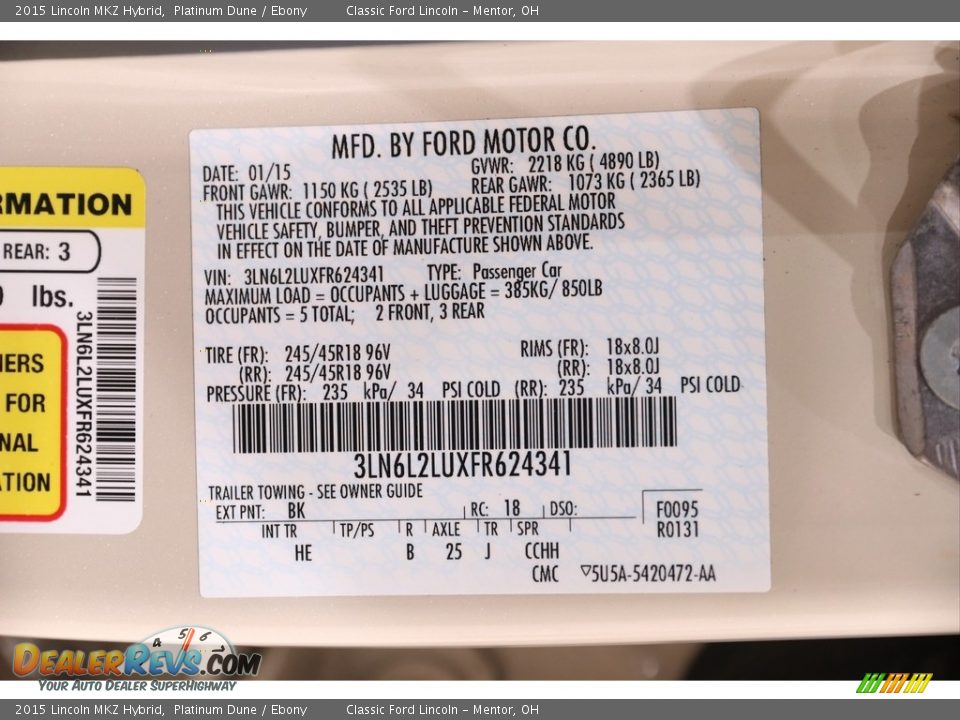 2015 Lincoln MKZ Hybrid, Platinum Dune / Ebony Classic Ford Lincoln – Mentor, OH
RMATION
REAR: 3
lbs.
3LN6L2LUXFR624341
FOR
MFD. BY FORD MOTOR CO.
DATE: 01/15 GVWR: 2218 KG ( 4890 LB)
FRONT GAWR: 1150 KG ( 2535 LB) REAR GAWR: 1073 KG ( 2365 LB)
THIS VEHICLE CONFORMS TO ALL APPLICABLE FEDERAL MOTOR
VEHICLE SAFETY, BUMPER, AND THEFT PREVENTION STANDARDS
IN EFFECT ON THE DATE OF MANUFACTURE SHOWN ABOVE.
VIN: 3LN6L2LUXFR624341 TYPE: Passenger Car
MAXIMUM LOAD = OCCUPANTS + LUGGAGE = 385KG/ 850LB
OCCUPANTS = 5 TOTAL; 2 FRONT, 3 REAR
TIRE (FR): 245/45R18 96V RIMS (FR): 18x8.0J
(RR): 245/45R18 96V (RR): 18x8.0J
PRESSURE (FR): 235 kPa/ 34 PSI COLD (RR): 235 kPa/ 34 PSI COLD
3LN6L2LUXFR624341
TRAILER TOWING - SEE OWNER GUIDE
EXT PNT: BK RC: 18 DSO: F0095
R0131
INT TR TP/PS R AXLE TR SPR
HE B 25 J CCHH
CMC ▽5U5A-5420472-AA
4 5 6
DEALERREVS.COM
YOUR AUTO DEALER SUPERHIGHWAY
2015 Lincoln MKZ Hybrid, Platinum Dune / Ebony Classic Ford Lincoln – Mentor, OH